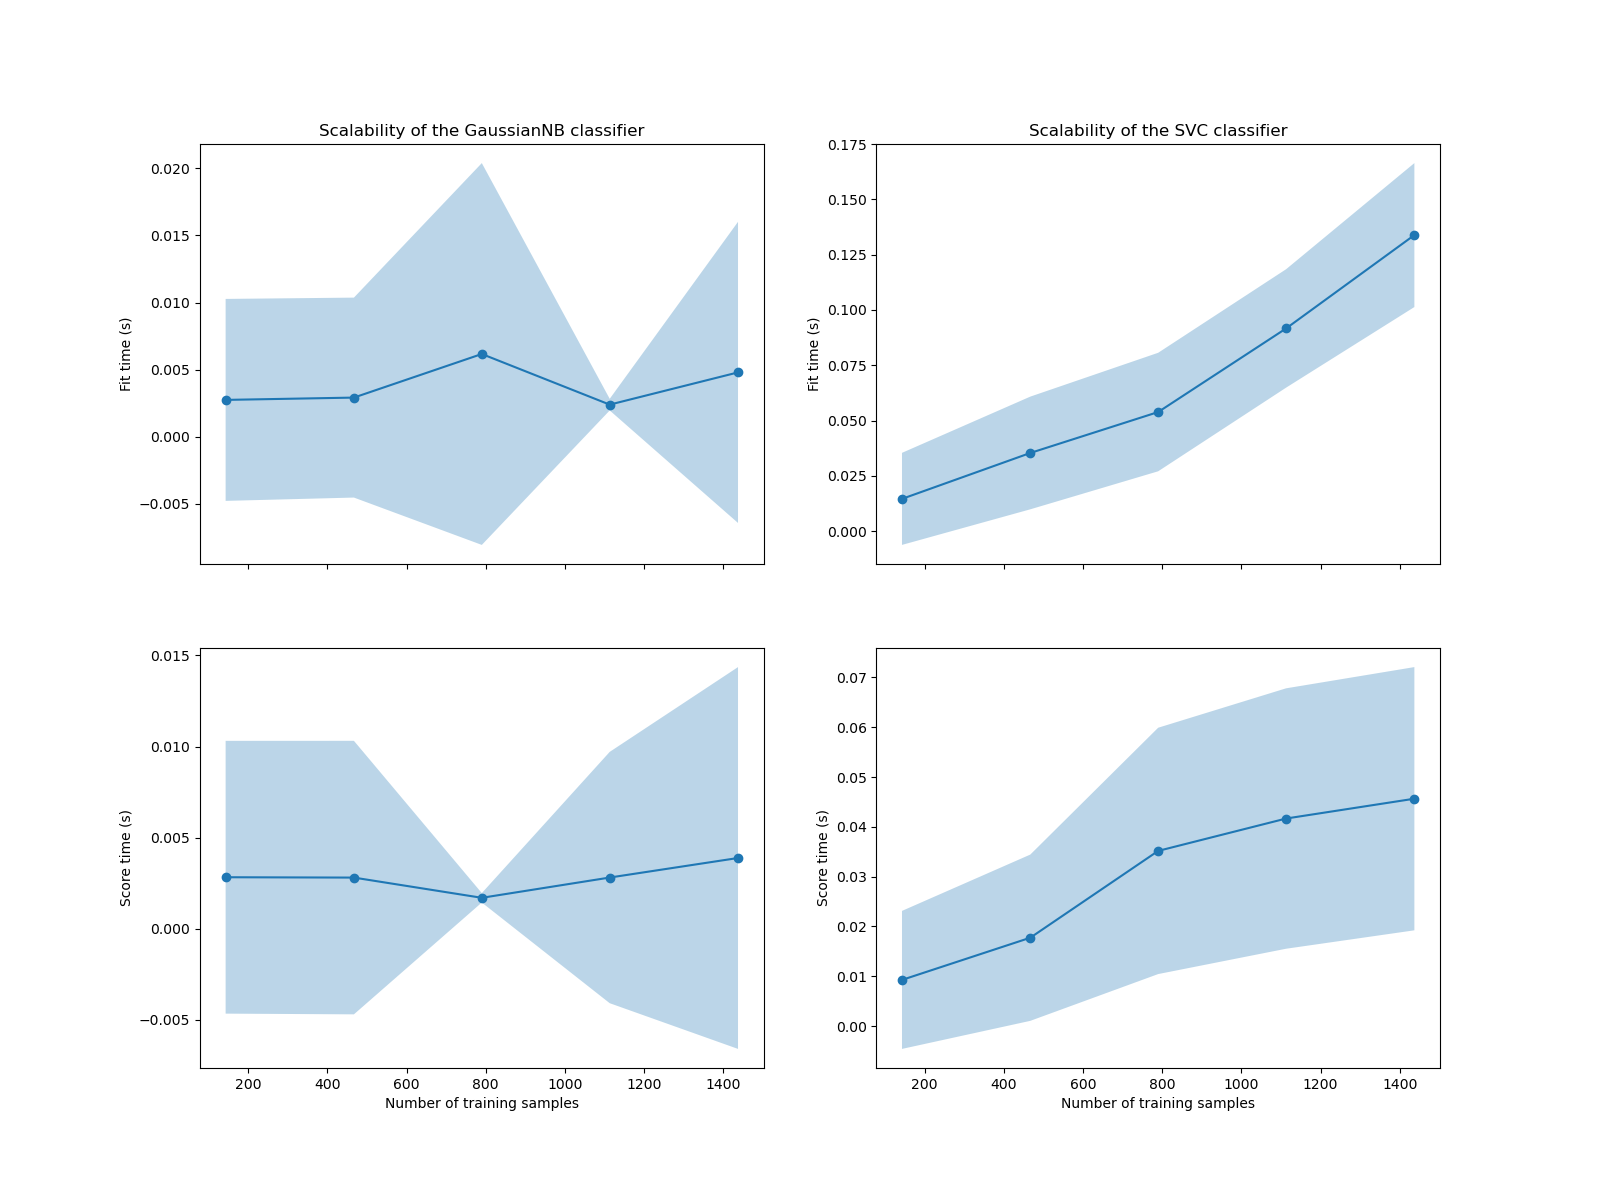 Scalability of the GaussianNB classifier
0.020
0.015
0.010
0.005
0.000
−0.005
Fit time (s)
Scalability of the SVC classifier
0.175
0.150
0.125
0.100
0.075
0.050
0.025
0.000
Fit time (s)
0.015
0.010
0.005
0.000
−0.005
Score time (s)
200 400 600 800 1000 1200 1400
Number of training samples
0.07
0.06
0.05
0.04
0.03
0.02
0.01
0.00
Score time (s)
200 400 600 800 1000 1200 1400
Number of training samples